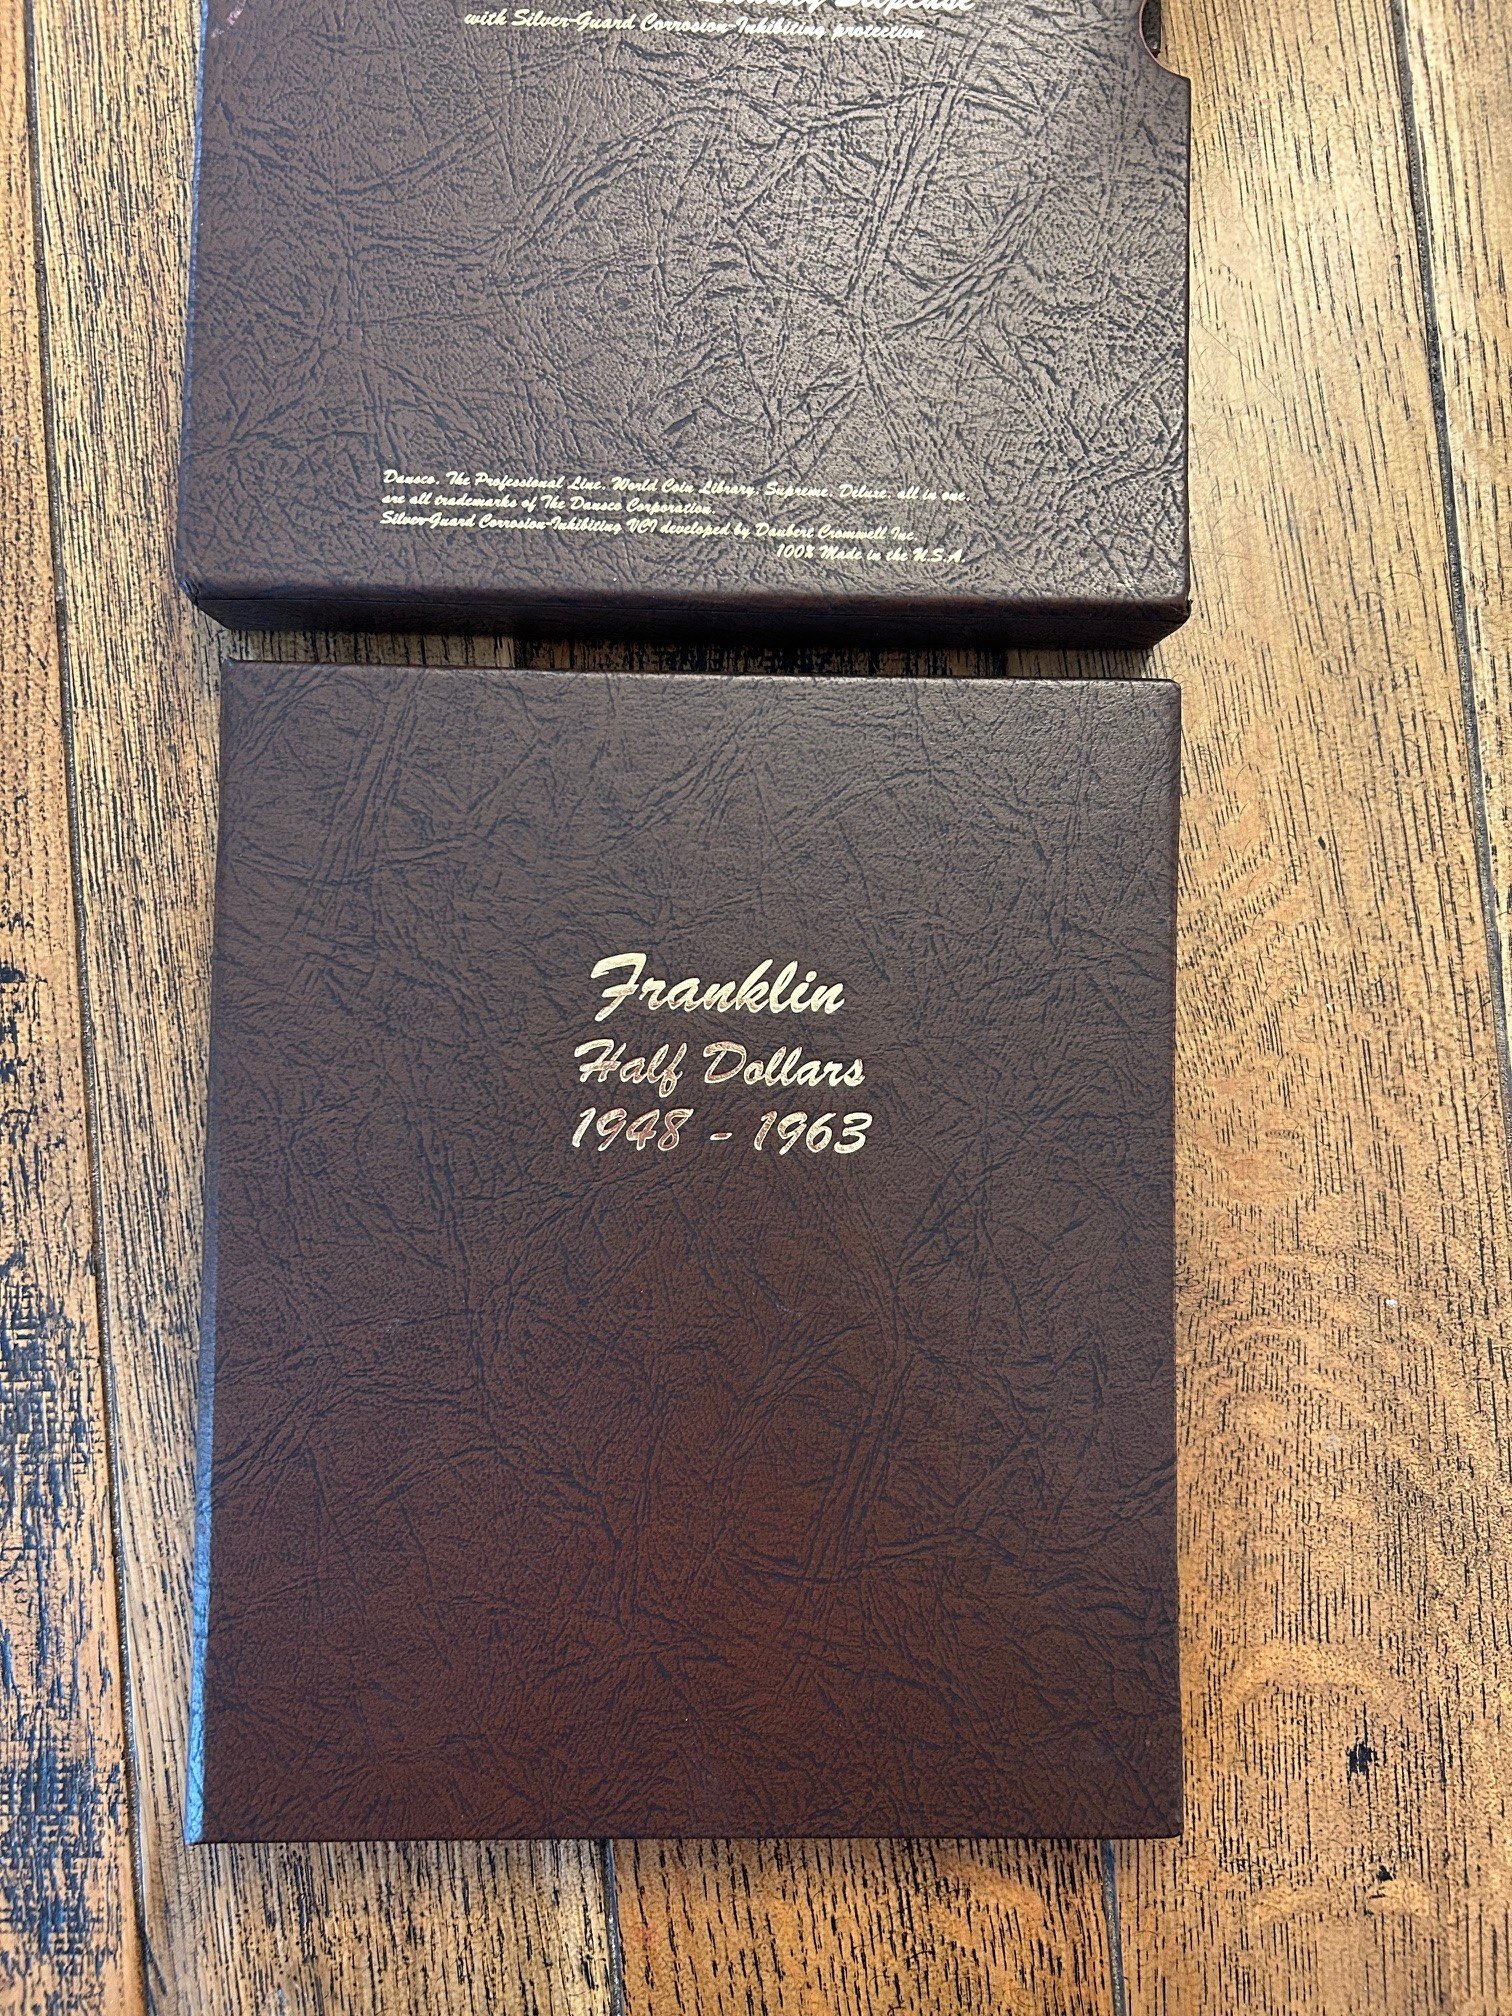 with Silver-Guard Corrosion-Inhibiting protection
Dansco, The Professional Line, World Coin Library, Supreme, Deluxe, all in one,
are all trademarks of The Dansco Corporation.
Silver-Guard Corrosion-Inhibiting VCI developed by Daubert Cromwell Inc.
100% Made in the U.S.A.
Franklin
Half Dollars
1948 - 1963